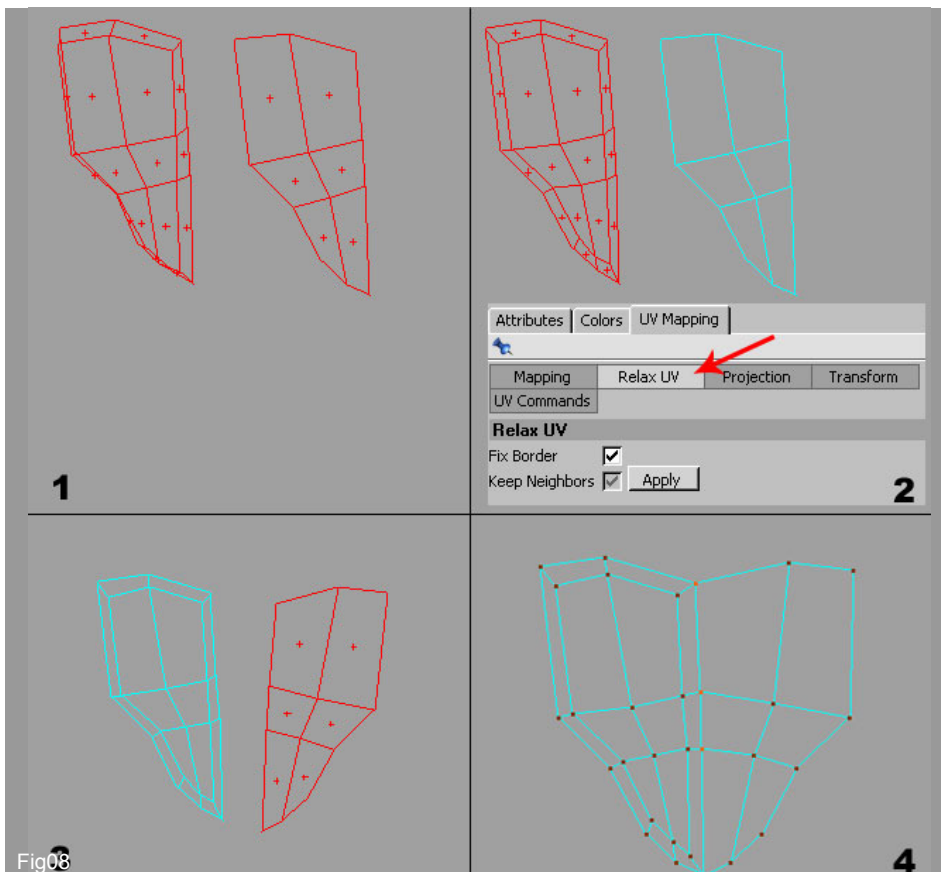 1
Attributes Colors UV Mapping
Mapping Relax UV Projection Transform
UV Commands
Relax UV
Fix Border
Keep Neighbors Apply
2
3
4
Fig08